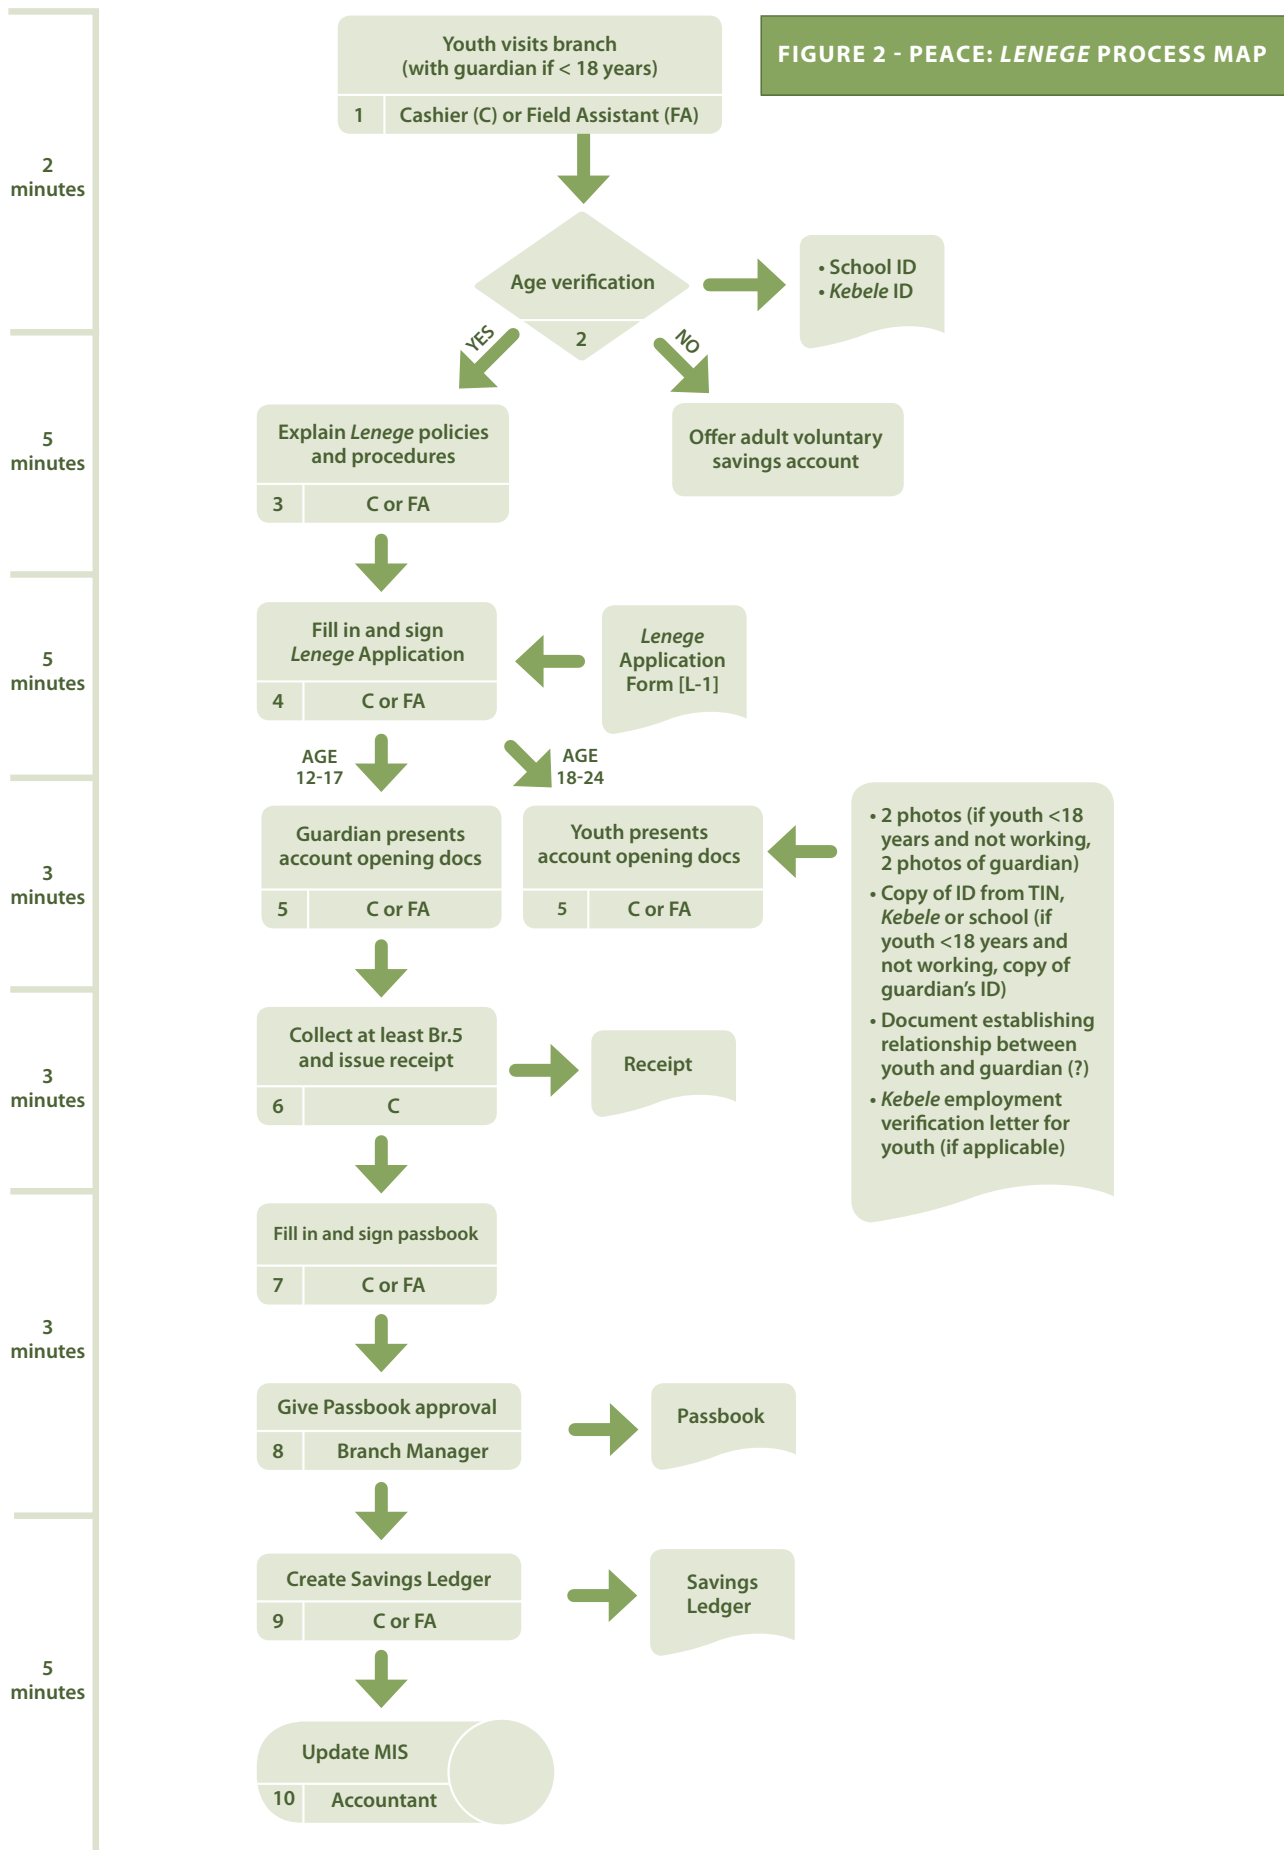 FIGURE 2 - PEACE: LENEGE PROCESS MAP
2
minutes
5
minutes
5
minutes
3
minutes
3
minutes
3
minutes
5
minutes
Youth visits branch
(with guardian if < 18 years)
1 Cashier (C) or Field Assistant (FA)
Age verification
2
• School ID
• Kebele ID
YES
NO
Explain Lenege policies
and procedures
3 C or FA
Offer adult voluntary
savings account
Fill in and sign
Lenege Application
4 C or FA
Lenege
Application
Form [L-1]
AGE
12-17
AGE
18-24
Guardian presents
account opening docs
5 C or FA
Youth presents
account opening docs
5 C or FA
• 2 photos (if youth <18
years and not working,
2 photos of guardian)
• Copy of ID from TIN,
Kebele or school (if
youth <18 years and
not working, copy of
guardian’s ID)
• Document establishing
relationship between
youth and guardian (?)
• Kebele employment
verification letter for
youth (if applicable)
Collect at least Br.5
and issue receipt
6 C
Receipt
Fill in and sign passbook
7 C or FA
Give Passbook approval
8 Branch Manager
Passbook
Create Savings Ledger
9 C or FA
Savings
Ledger
Update MIS
10 Accountant